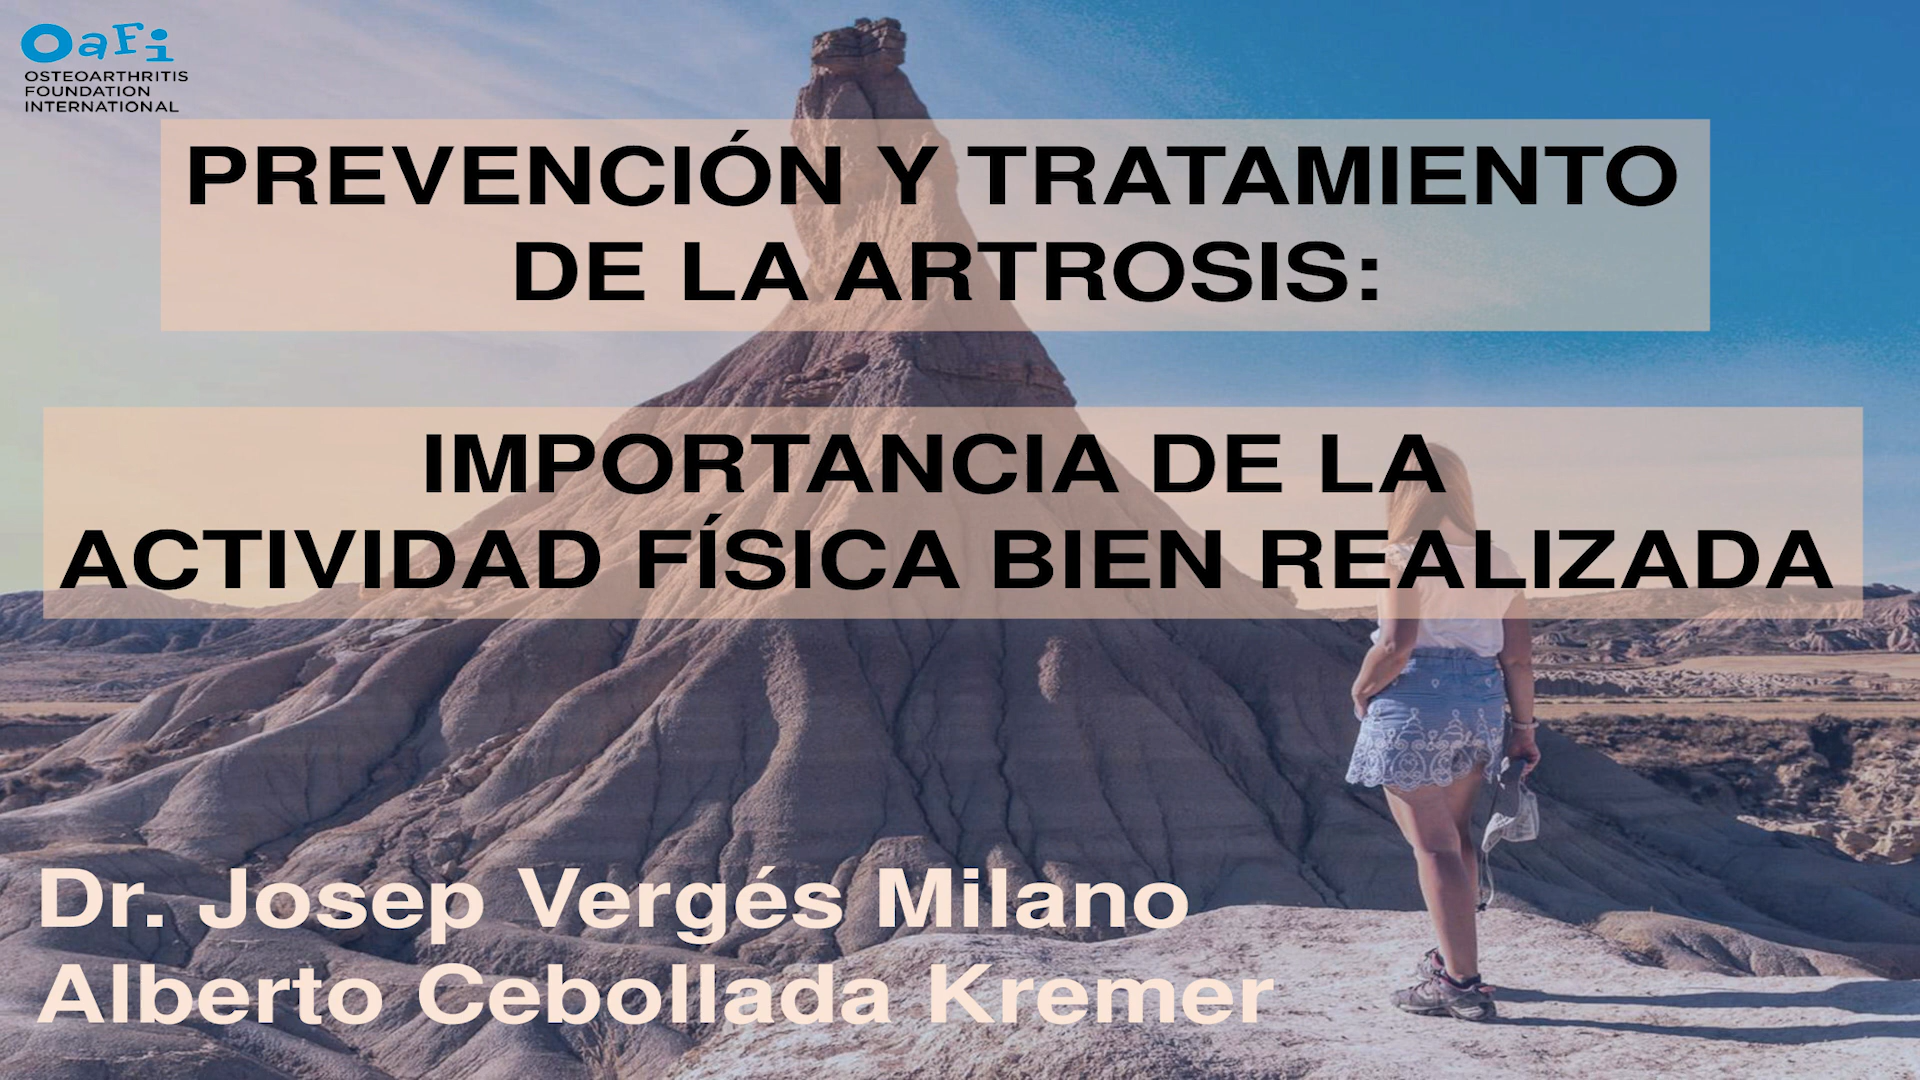 OaFi
OSTEOARTHRITIS
FOUNDATION
INTERNATIONAL
PREVENCIÓN Y TRATAMIENTO
DE LA ARTROSIS:
IMPORTANCIA DE LA
ACTIVIDAD FÍSICA BIEN REALIZADA
Dr. Josep Vergés Milano
Alberto Cebollada Kremer